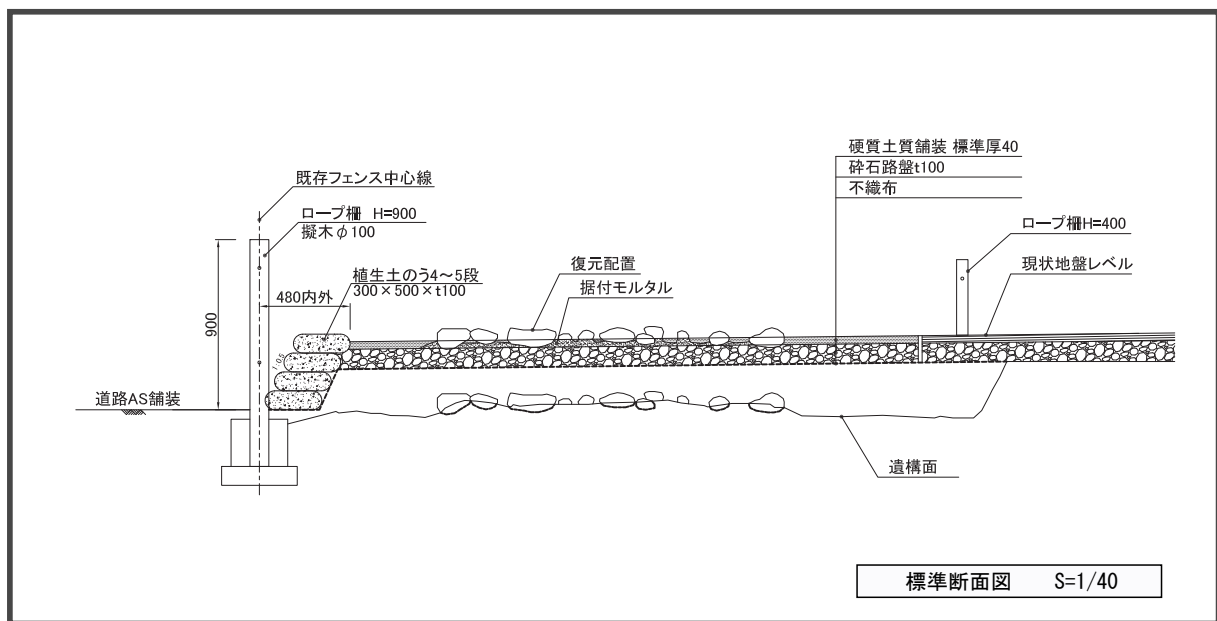 硬質土質舗装 標準厚40
砕石路盤t100
不織布
既存フェンス中心線
ロープ柵 H=900
擬木φ100
ロープ柵H=400
復元配置
現状地盤レベル
植生土のう4~5段
300×500×t100
据付モルタル
480内外
900
道路AS舗装
遺構面
標準断面図 S=1/40